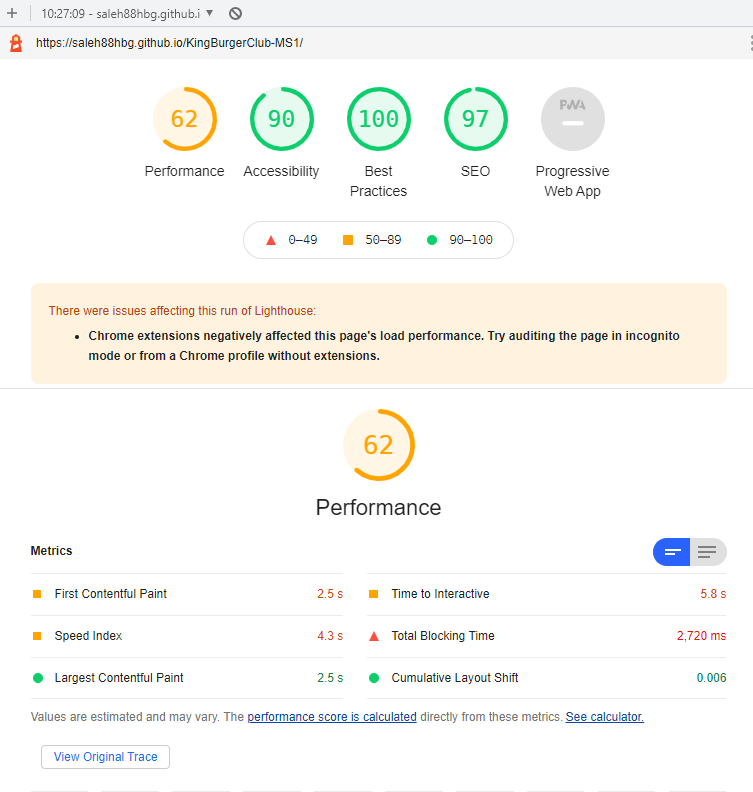 10:27:09 - saleh88hbg.github.i
https://saleh88hbg.github.io/KingBurgerClub-MS1/
62 90 100 97 PWA
Performance Accessibility Best Practices SEO Progressive Web App
0–49 50–89 90–100
There were issues affecting this run of Lighthouse:
• Chrome extensions negatively affected this page's load performance. Try auditing the page in incognito
mode or from a Chrome profile without extensions.
62
Performance
Metrics
First Contentful Paint 2.5 s Time to Interactive 5.8 s
Speed Index 4.3 s Total Blocking Time 2,720 ms
Largest Contentful Paint 2.5 s Cumulative Layout Shift 0.006
Values are estimated and may vary. The performance score is calculated directly from these metrics. See calculator.
View Original Trace